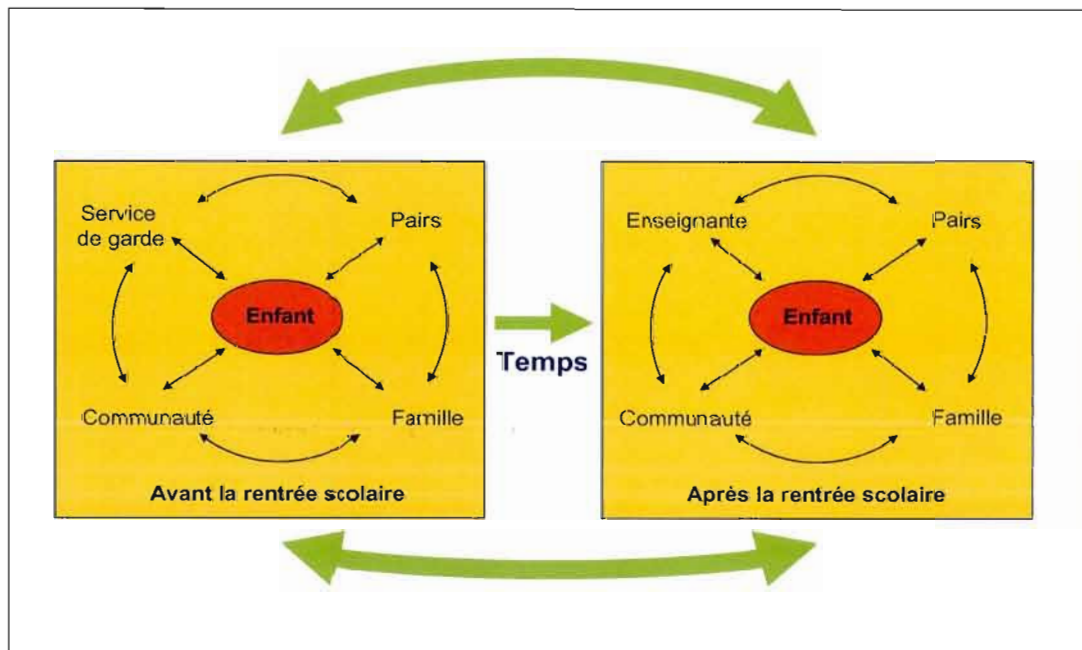 Service
de garde
Pairs
Enfant
Communauté
Famille
Avant la rentrée scolaire
Temps
Enseignante
Pairs
Enfant
Communauté
Famille
Après la rentrée scolaire